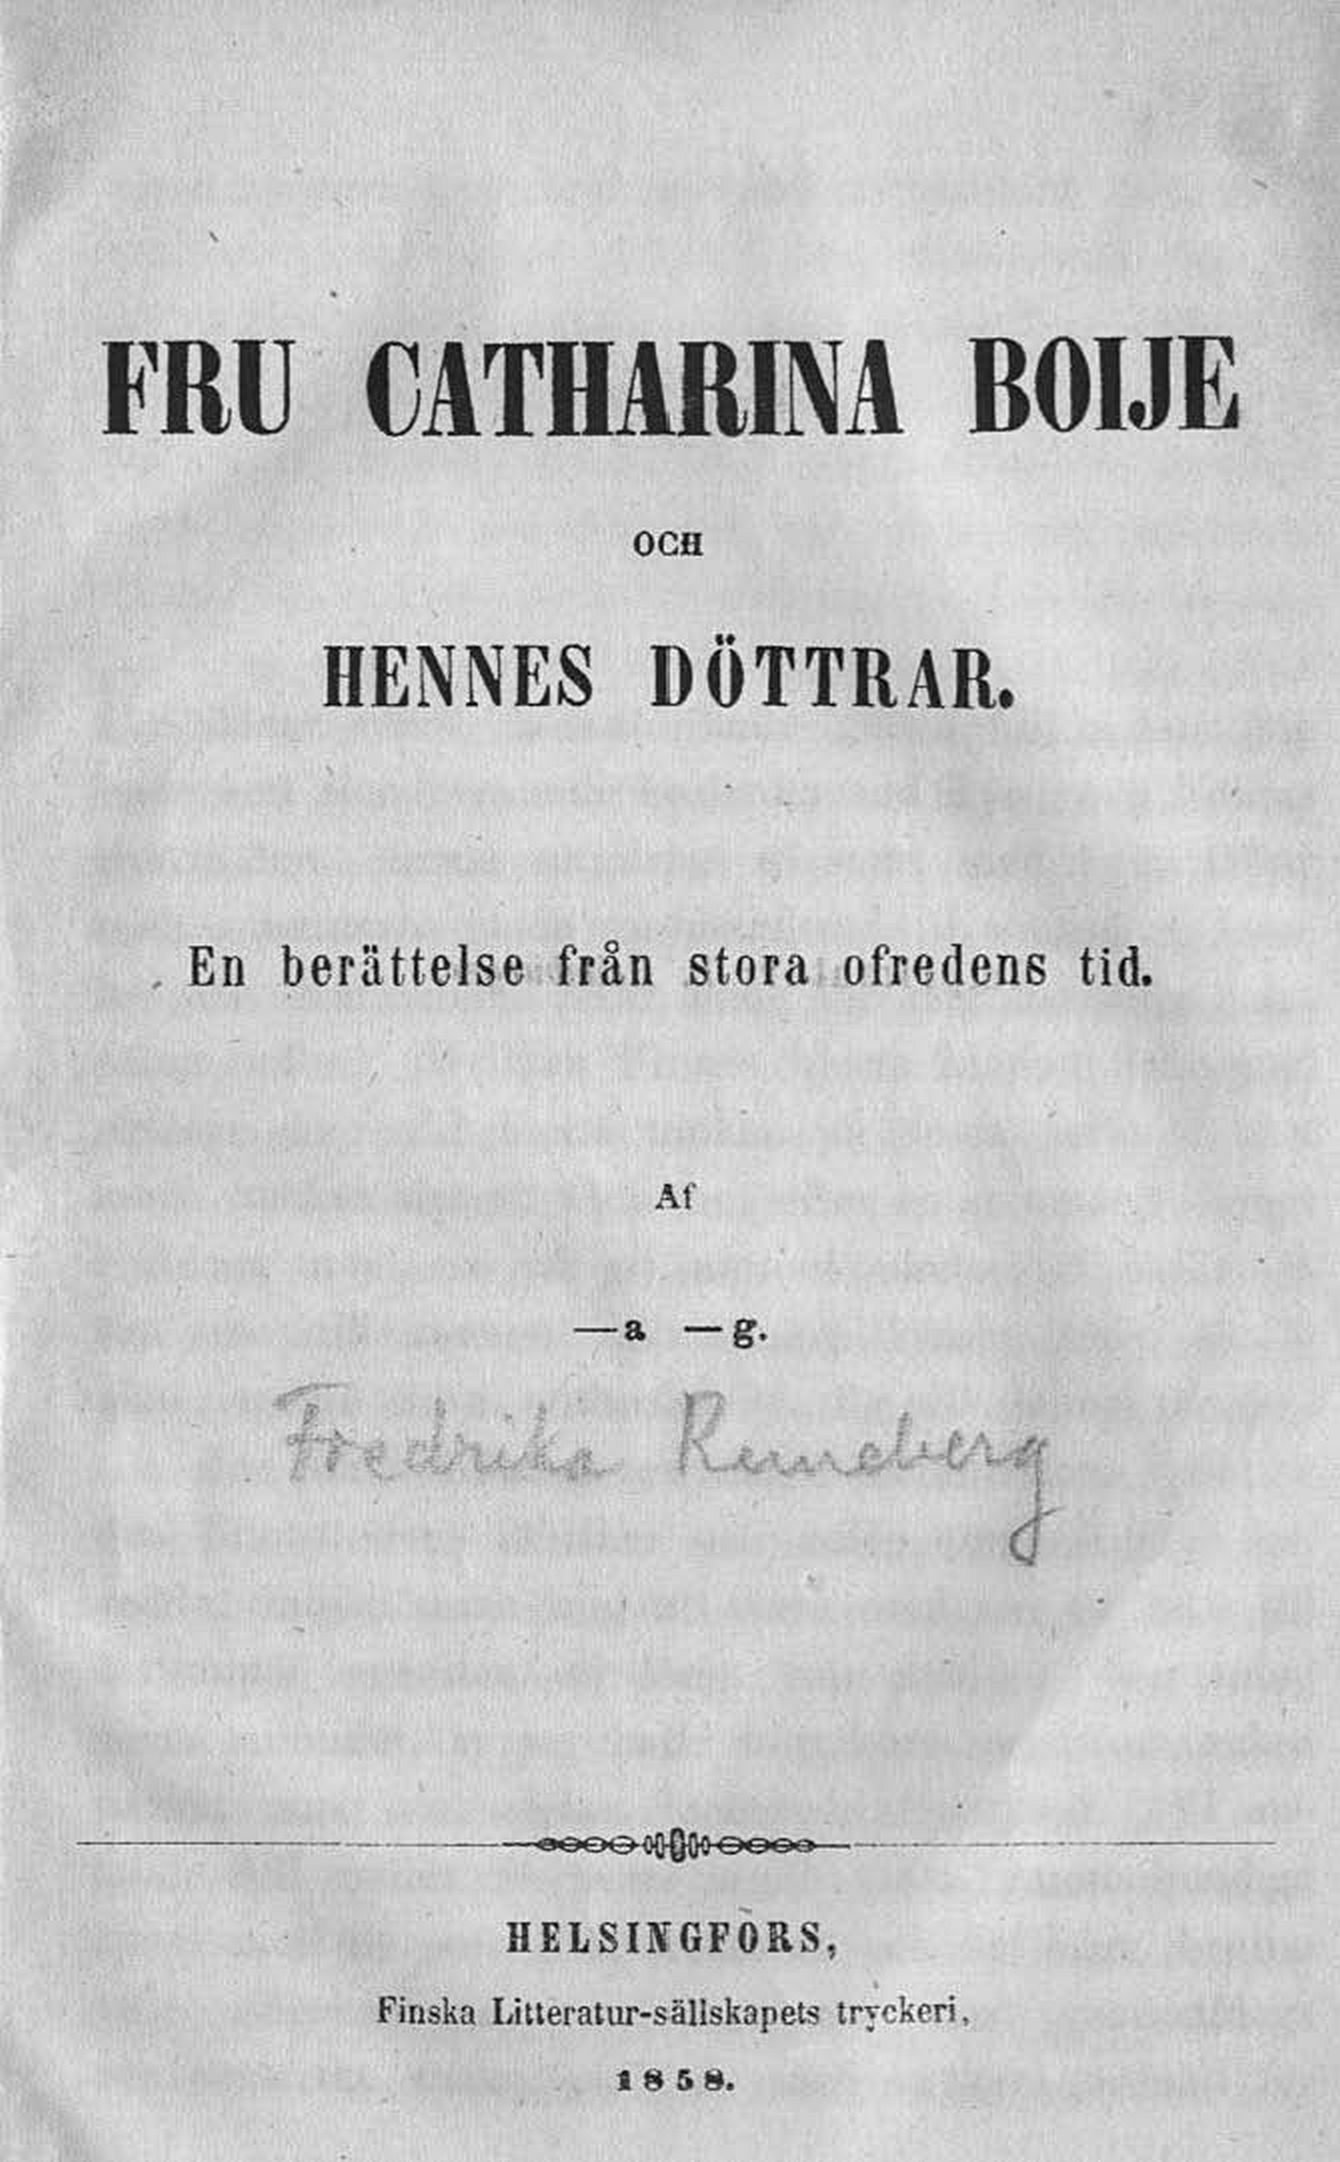 FRU CATHARINA BOIJE
OCH
HENNES DÖTTRAR.
En berättelse från stora ofredens tid.
Af
—a —g.
Fredrika Runeberg
HELSINGFORS,
Finska Litteratur-sällskapets tryckeri,
1858.